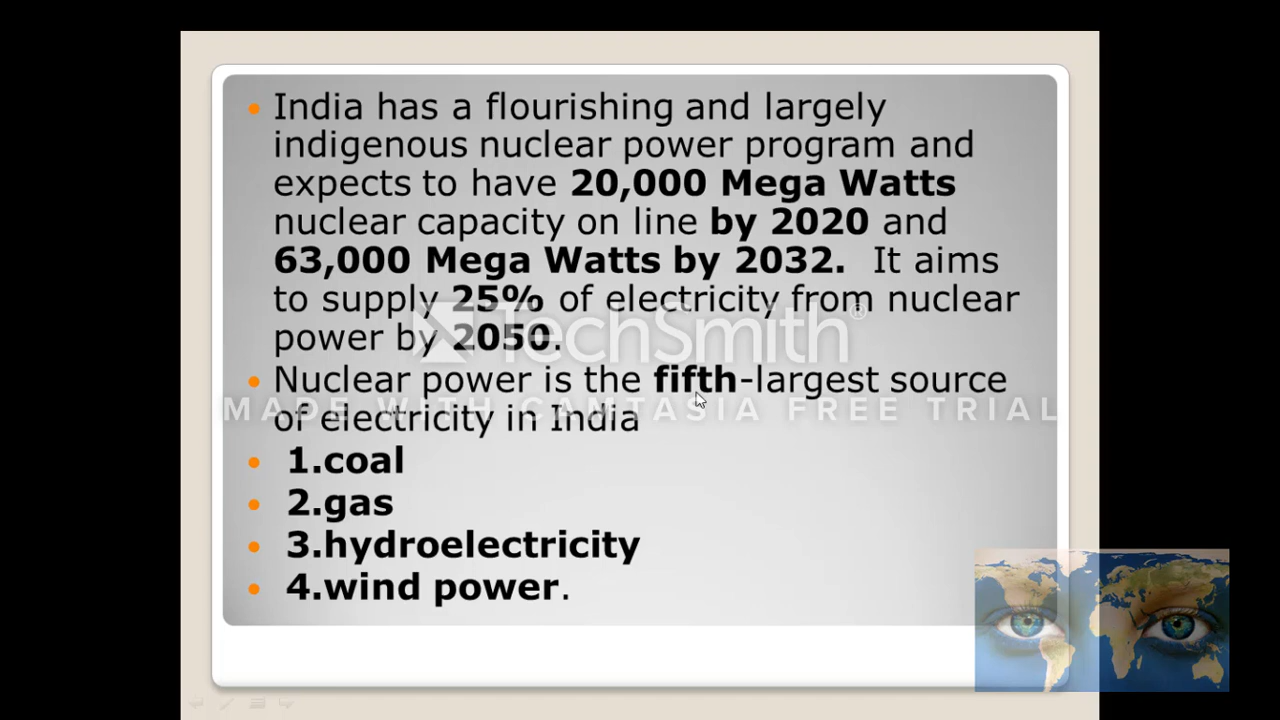 India has a flourishing and largely
indigenous nuclear power program and
expects to have 20,000 Mega Watts
nuclear capacity on line by 2020 and
63,000 Mega Watts by 2032.  It aims
to supply 25% of electricity from nuclear
power by 2050.
TechSmith®
Nuclear power is the fifth-largest source
MADE WITH CAMTASIA FREE TRIAL
of electricity in India
1.coal
2.gas
3.hydroelectricity
4.wind power.